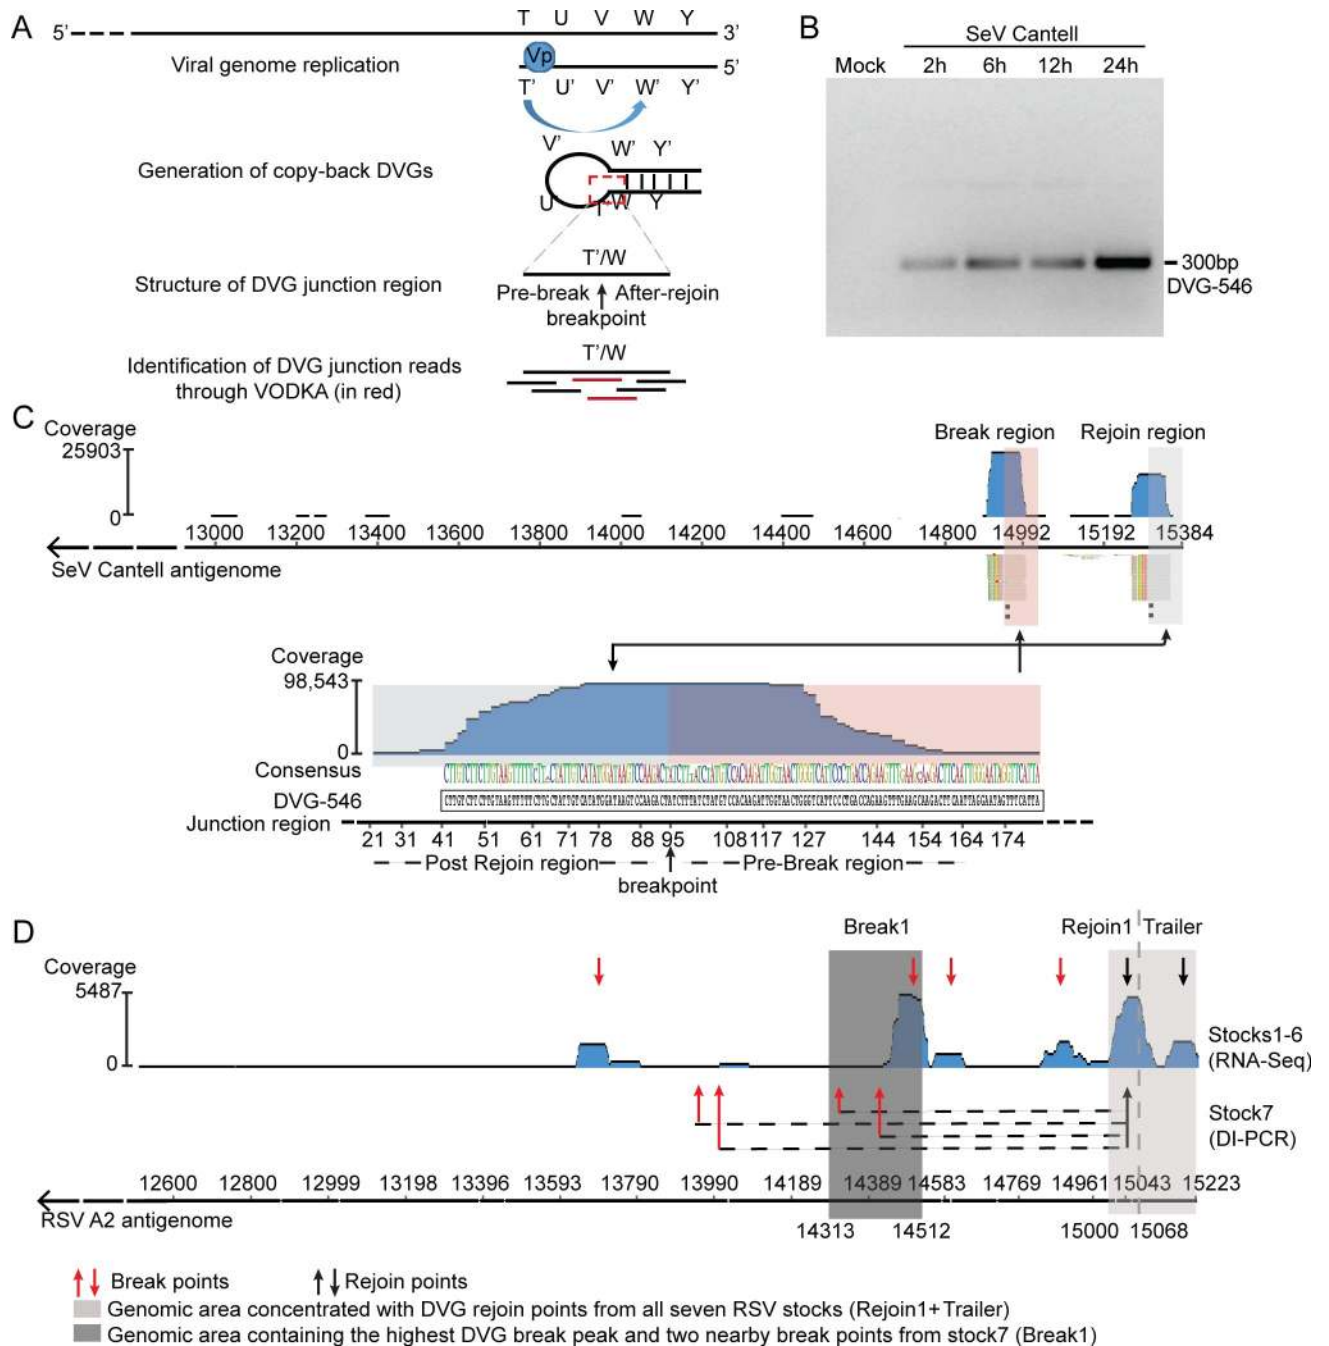 A
T U V W Y
5' 3'
Viral genome replication
Vp
5'
T' U' V' W' Y'
V'
W' Y'
Generation of copy-back DVGs
U' T' W Y
T'/W
Structure of DVG junction region
Pre-break After-rejoin
breakpoint
Identification of DVG junction reads
through VODKA (in red)
T'/W
B
SeV Cantell
Mock 2h 6h 12h 24h
300bp
DVG-546
C
Coverage
25903
0
Break region Rejoin region
13000 13200 13400 13600 13800 14000 14200 14400 14600 14800 14992 15192 15384
SeV Cantell antigenome
Coverage
98,543
0
Consensus
DVG-546
Junction region
21 31 41 51 61 71 78 88 95 108 117 127 144 154 164 174
Post Rejoin region Pre-Break region
breakpoint
D
Break1 Rejoin1 Trailer
Coverage
5487
0
Stocks1-6
(RNA-Seq)
Stock7
(DI-PCR)
12600 12800 12999 13198 13396 13593 13790 13990 14189 14389 14583 14769 14961 15043 15223
RSV A2 antigenome
14313 14512 15000 15068
Break points Rejoin points
Genomic area concentrated with DVG rejoin points from all seven RSV stocks (Rejoin1+Trailer)
Genomic area containing the highest DVG break peak and two nearby break points from stock7 (Break1)